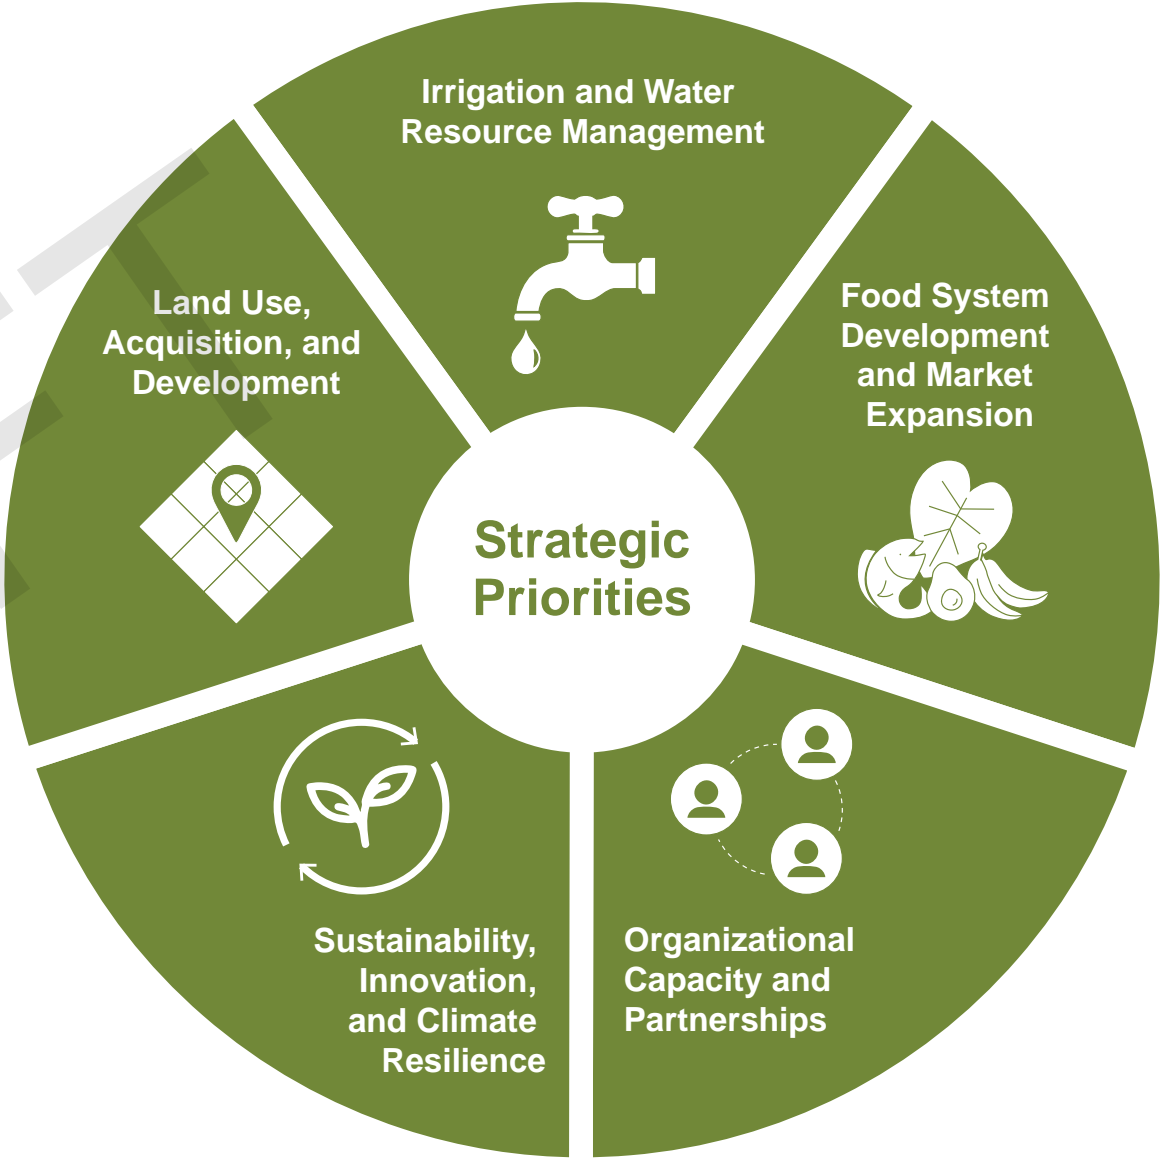 Irrigation and Water
Resource Management
Food System
Development
and Market
Expansion
Organizational
Capacity and
Partnerships
Sustainability,
Innovation,
and Climate
Resilience
Land Use,
Acquisition, and
Development
Strategic
Priorities